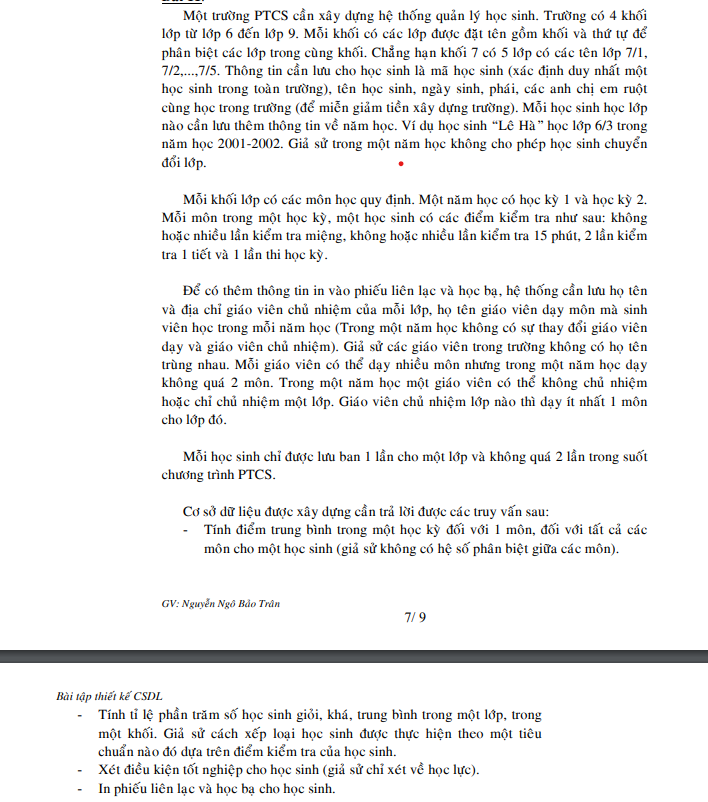 Một trường PTCS cần xây dựng hệ thống quản lý học sinh. Trường có 4 khối
lớp từ lớp 6 đến lớp 9. Mỗi khối có các lớp được đặt tên gồm khối và thứ tự để
phân biệt các lớp trong cùng khối. Chẳng hạn khối 7 có 5 lớp có các tên lớp 7/1,
7/2,...,7/5. Thông tin cần lưu cho học sinh là mã học sinh (xác định duy nhất một
học sinh trong toàn trường), tên học sinh, ngày sinh, phái, các anh chị em ruột
cùng học trong trường (để miễn giảm tiền xây dựng trường). Mỗi học sinh học lớp
nào cần lưu thêm thông tin về năm học. Ví dụ học sinh “Lê Hà” học lớp 6/3 trong
năm học 2001-2002. Giả sử trong một năm học không cho phép học sinh chuyển
đổi lớp.
Mỗi khối lớp có các môn học quy định. Một năm học có học kỳ 1 và học kỳ 2.
Mỗi môn trong một học kỳ, một học sinh có các điểm kiểm tra như sau: không
hoặc nhiều lần kiểm tra miệng, không hoặc nhiều lần kiểm tra 15 phút, 2 lần kiểm
tra 1 tiết và 1 lần thi học kỳ.
Để có thêm thông tin in vào phiếu liên lạc và học bạ, hệ thống cần lưu họ tên
và địa chỉ giáo viên chủ nhiệm của mỗi lớp, họ tên giáo viên dạy môn mà sinh
viên học trong mỗi năm học (Trong một năm học không có sự thay đổi giáo viên
dạy và giáo viên chủ nhiệm). Giả sử các giáo viên trong trường không có họ tên
trùng nhau. Mỗi giáo viên có thể dạy nhiều môn nhưng trong một năm học dạy
không quá 2 môn. Trong một năm học một giáo viên có thể không chủ nhiệm
hoặc chỉ chủ nhiệm một lớp. Giáo viên chủ nhiệm lớp nào thì dạy ít nhất 1 môn
cho lớp đó.
Mỗi học sinh chỉ được lưu ban 1 lần cho một lớp và không quá 2 lần trong suốt
chương trình PTCS.
Cơ sở dữ liệu được xây dựng cần trả lời được các truy vấn sau:
- Tính điểm trung bình trong một học kỳ đối với 1 môn, đối với tất cả các
môn cho một học sinh (giả sử không có hệ số phân biệt giữa các môn).
GV: Nguyễn Ngô Bảo Trân
7/ 9
Bài tập thiết kế CSDL
- Tính tỉ lệ phần trăm số học sinh giỏi, khá, trung bình trong một lớp, trong
một khối. Giả sử cách xếp loại học sinh được thực hiện theo một tiêu
chuẩn nào đó dựa trên điểm kiểm tra của học sinh.
- Xét điều kiện tốt nghiệp cho học sinh (giả sử chỉ xét về học lực).
- In phiếu liên lạc và học bạ cho học sinh.